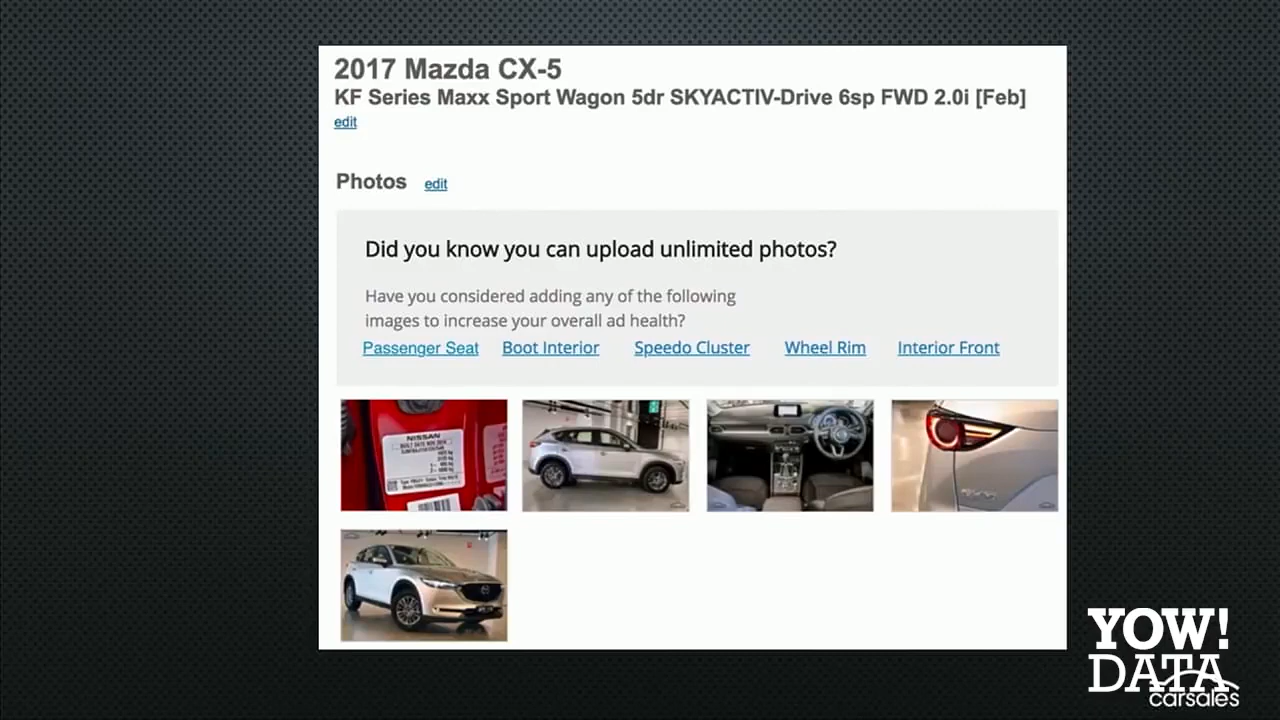 2017 Mazda CX-5
KF Series Maxx Sport Wagon 5dr SKYACTIV-Drive 6sp FWD 2.0i [Feb]
edit
Photos edit
Did you know you can upload unlimited photos?
Have you considered adding any of the following
images to increase your overall ad health?
Passenger Seat Boot Interior Speedo Cluster Wheel Rim Interior Front
NISSAN
YOW!
DATA
carsales